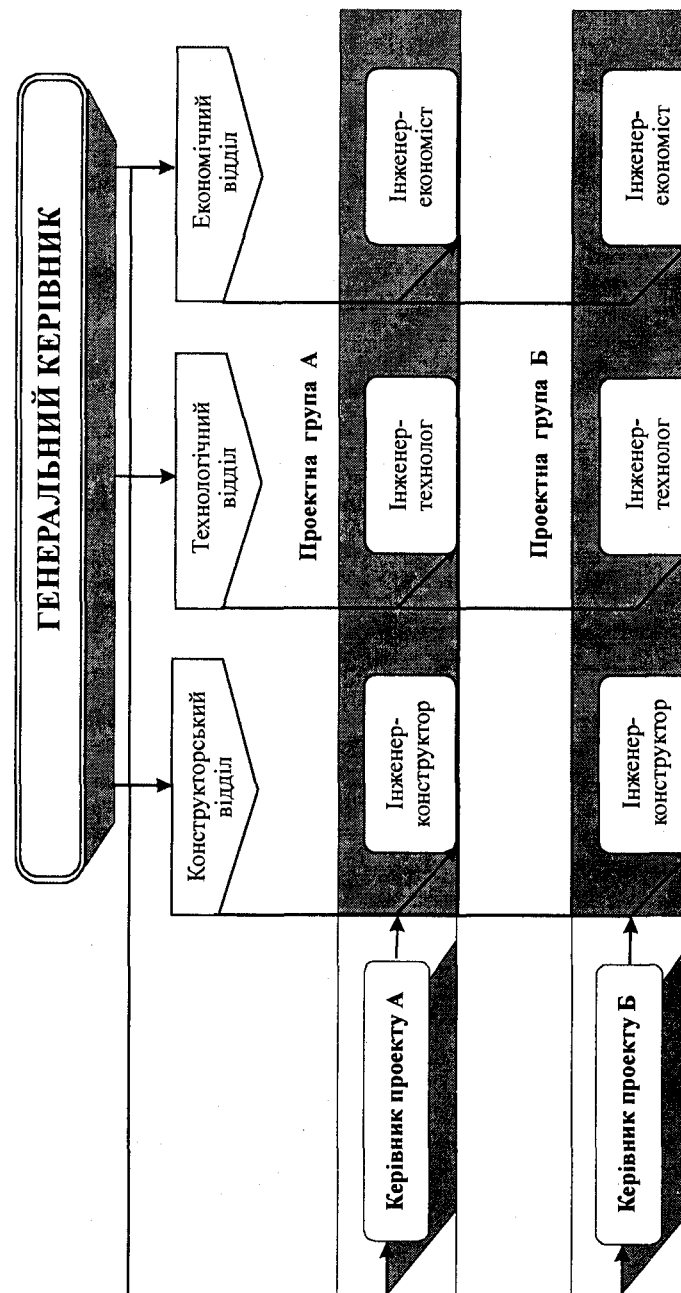 ГЕНЕРАЛЬНИЙ КЕРІВНИК
Конструкторський
відділ
Технологічний
відділ
Економічний
відділ
Проектна група А
Керівник проекту А
Інженер-
конструктор
Інженер-
технолог
Інженер-
економіст
Проектна група Б
Керівник проекту Б
Інженер-
конструктор
Інженер-
технолог
Інженер-
економіст